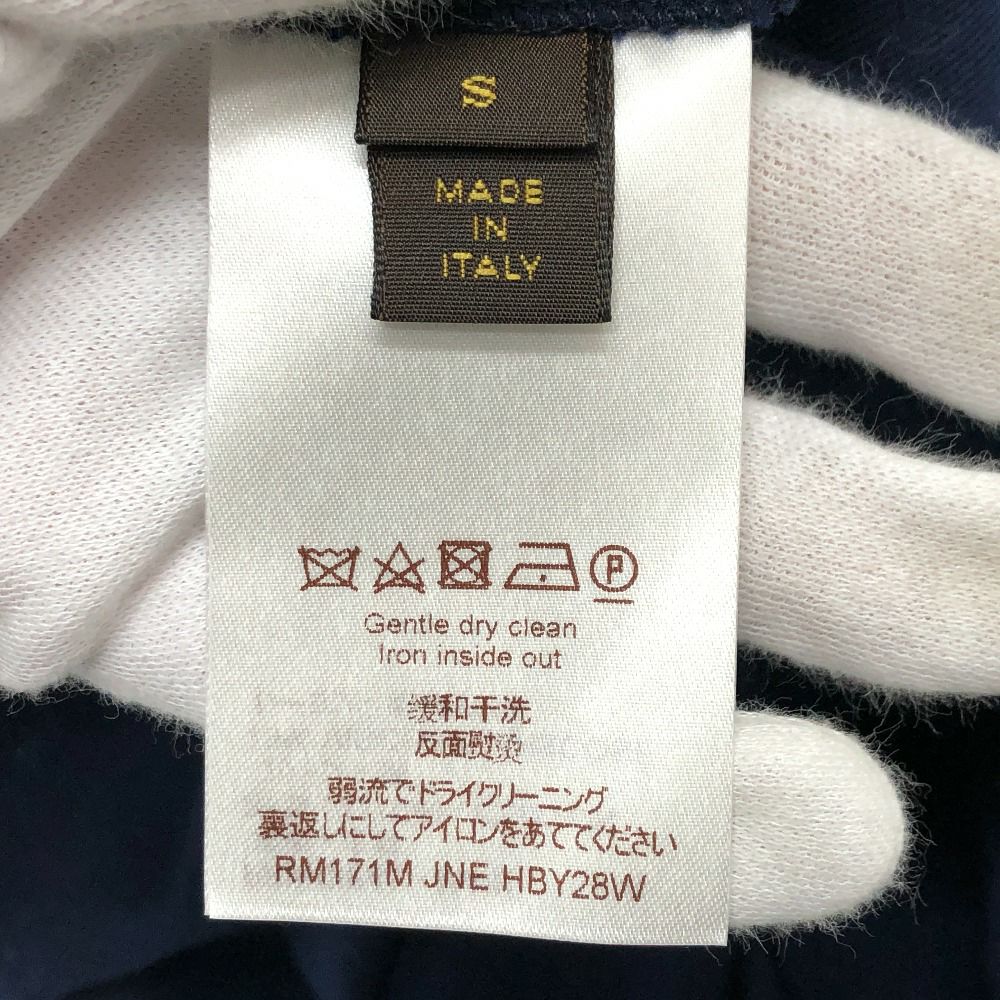 S
MADE
IN
ITALY
P
Gentle dry clean
Iron inside out
缓和干洗
反面熨烫
弱流でドライクリーニング
裏返しにしてアイロンをあててください
RM171M JNE HBY28W